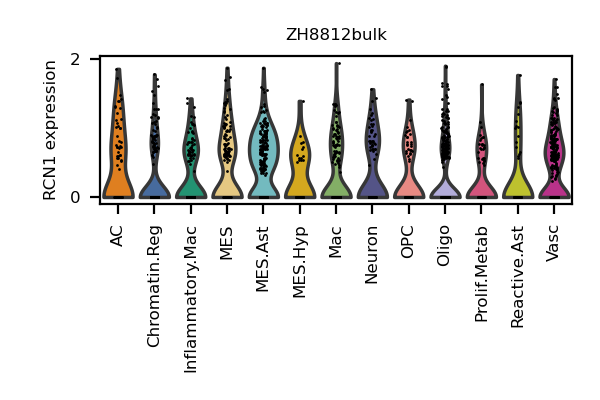 ZH8812bulk
RCN1 expression
2
0
AC
Chromatin.Reg
Inflammatory.Mac
MES
MES.Ast
MES.Hyp
Mac
Neuron
OPC
Oligo
Prolif.Metab
Reactive.Ast
Vasc